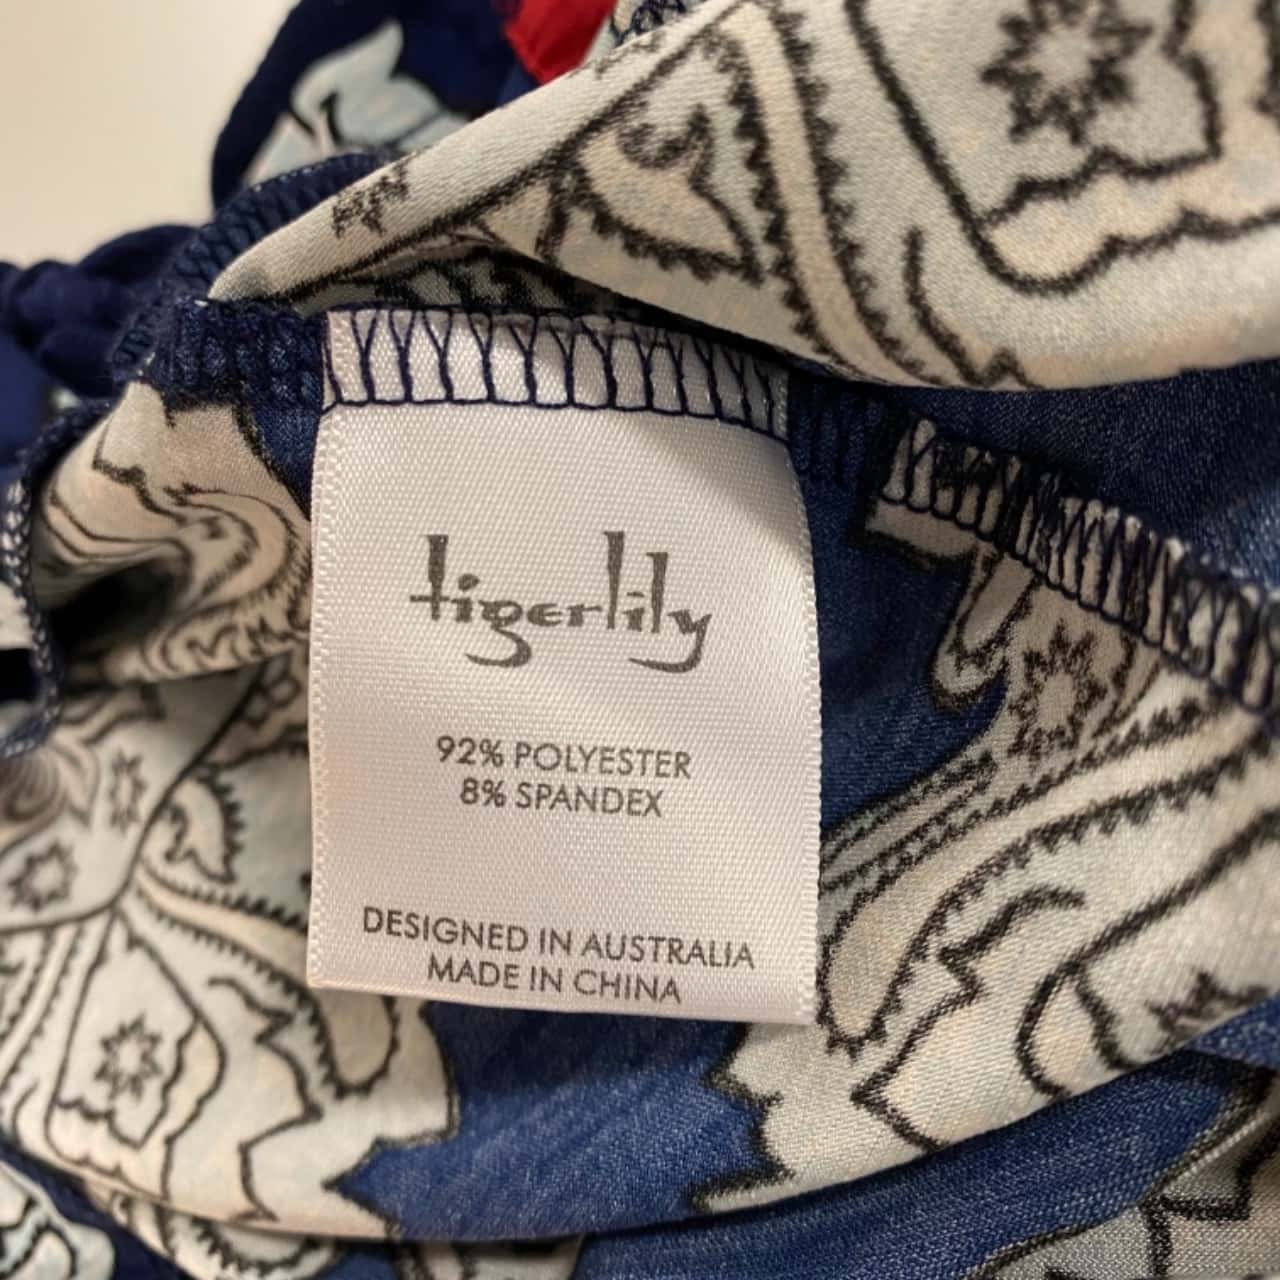 tigerlily
92% POLYESTER
8% SPANDEX
DESIGNED IN AUSTRALIA
MADE IN CHINA